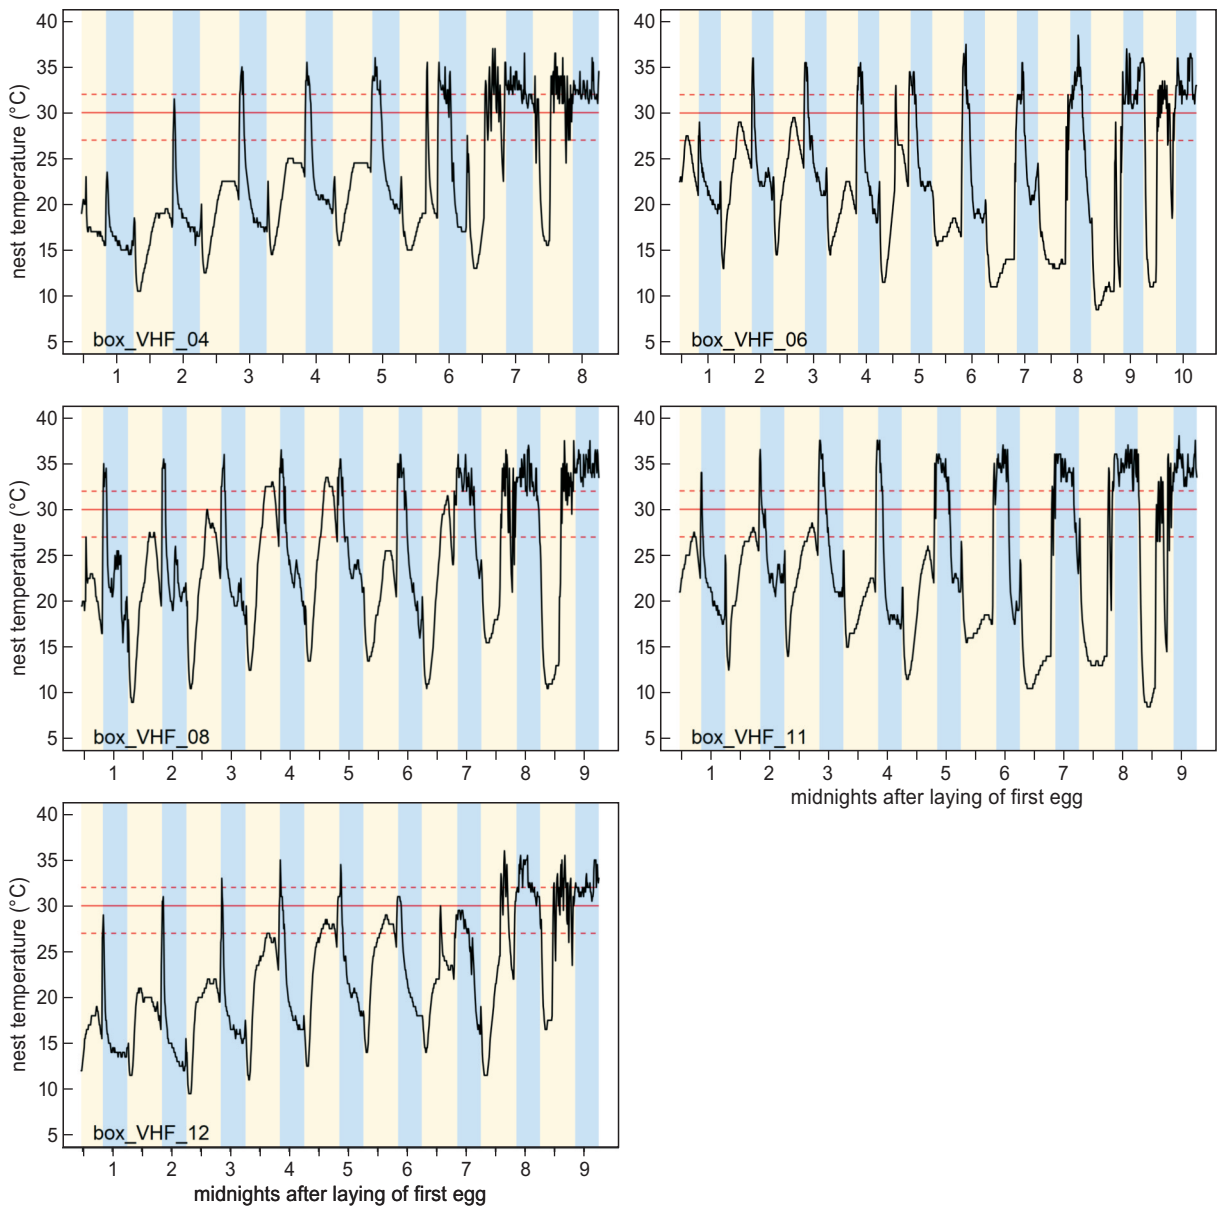 40
35
30
25
20
15
10
5
nest temperature (°C)
box_VHF_04
1 2 3 4 5 6 7 8
40
35
30
25
20
15
10
5
box_VHF_06
1 2 3 4 5 6 7 8 9 10
40
35
30
25
20
15
10
5
nest temperature (°C)
box_VHF_08
1 2 3 4 5 6 7 8 9
40
35
30
25
20
15
10
5
box_VHF_11
1 2 3 4 5 6 7 8 9
midnights after laying of first egg
40
35
30
25
20
15
10
5
nest temperature (°C)
box_VHF_12
1 2 3 4 5 6 7 8 9
midnights after laying of first egg